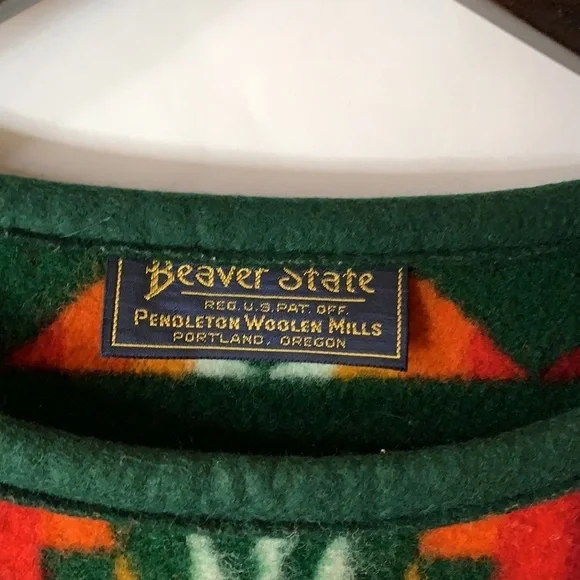 Beaver State
REG. U.S. PAT. OFF.
PENDLETON WOOLEN MILLS
PORTLAND, OREGON